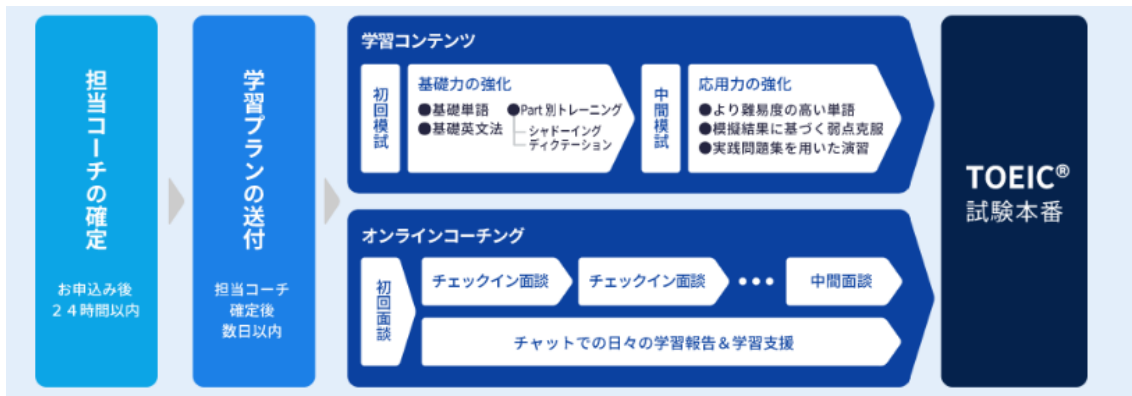 担当コーチの確定
お申込み後
２４時間以内
学習プランの送付
担当コーチ
確定後
数日以内
学習コンテンツ
初回模試
基礎力の強化
●基礎単語
●基礎英文法
●Part 別トレーニング
シャドーイング
ディクテーション
中間模試
応用力の強化
●より難易度の高い単語
●模擬結果に基づく弱点克服
●実践問題集を用いた演習
オンラインコーチング
初回面談
チェックイン面談
チェックイン面談
●●●
中間面談
チャットでの日々の学習報告＆学習支援
TOEIC®
試験本番